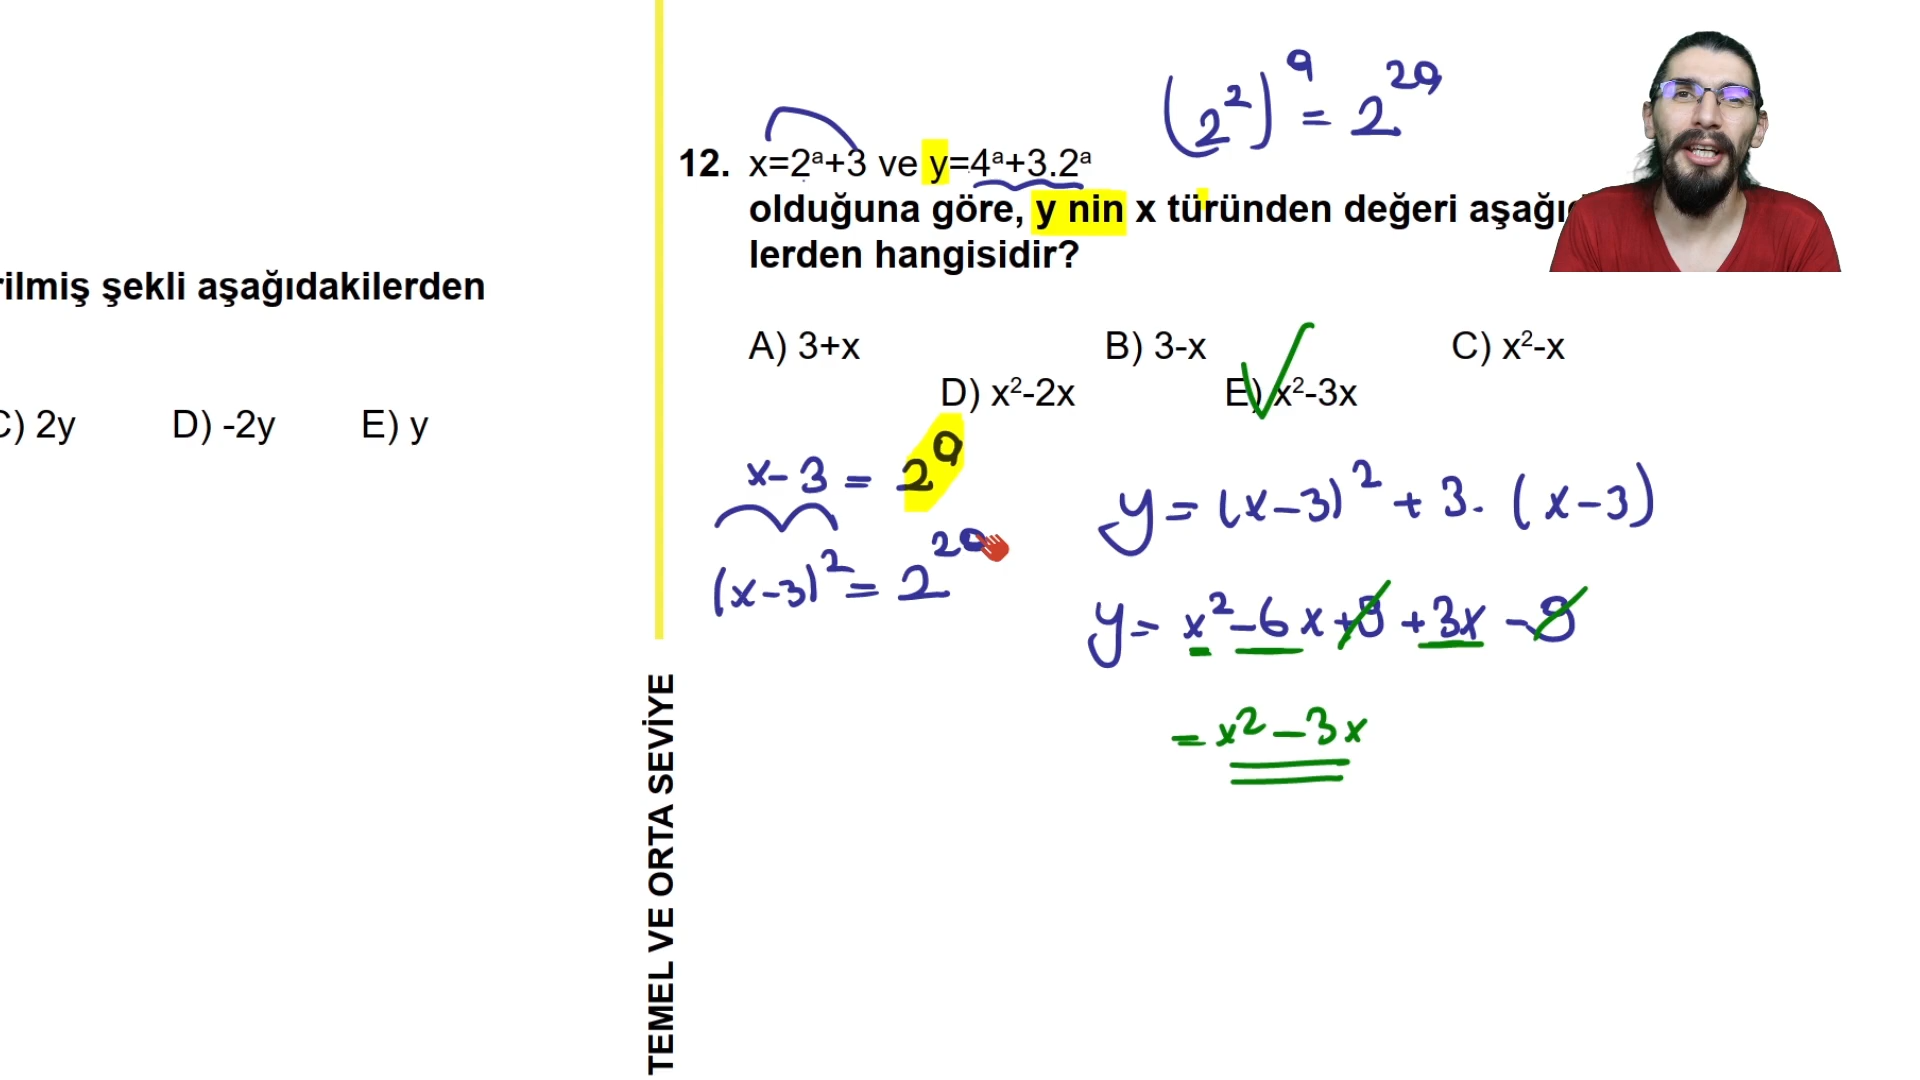 rilmiş şekli aşağıdakilerden
C) 2y D) -2y E) y
TEMEL VE ORTA SEVİYE
(2²)ᵃ = 2²ᵃ
12. x=2ᵃ+3 ve y=4ᵃ+3.2ᵃ
olduğuna göre, y nin x türünden değeri
lerden hangisidir?
A) 3+x B) 3-x C) x²-x
D) x²-2x E) x²-3x
x-3 = 2ᵃ
(x-3)² = 2²ᵃ
y = (x-3)² + 3. (x-3)
y = x² -6x +9 +3x -9
= x² -3x